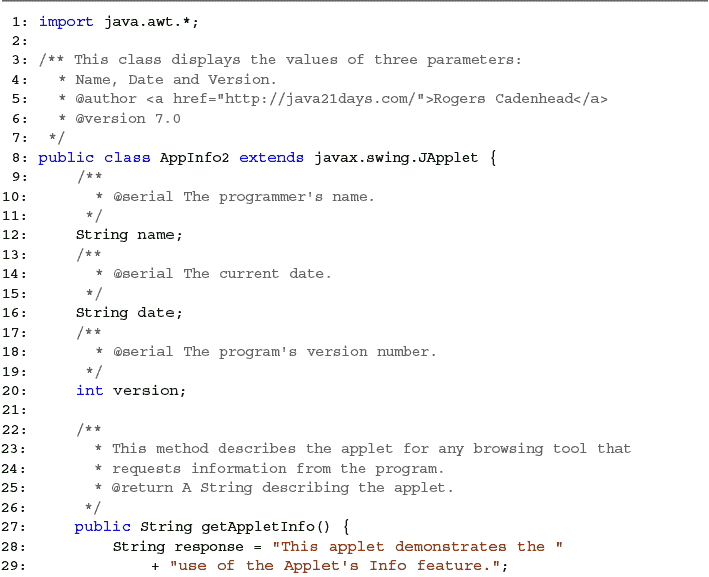 1: import java.awt.*;
2:
3: /** This class displays the values of three parameters:
4:   * Name, Date and Version.
5:   * @author <a href="http://java21days.com/">Rogers Cadenhead</a>
6:   * @version 7.0
7:  */
8: public class AppInfo2 extends javax.swing.JApplet {
9:     /**
10:       * @serial The programmer's name.
11:      */
12:     String name;
13:     /**
14:       * @serial The current date.
15:      */
16:     String date;
17:     /**
18:       * @serial The program's version number.
19:      */
20:     int version;
21:
22:     /**
23:       * This method describes the applet for any browsing tool that
24:       * requests information from the program.
25:       * @return A String describing the applet.
26:      */
27:     public String getAppletInfo() {
28:         String response = "This applet demonstrates the "
29:             + "use of the Applet's Info feature.";